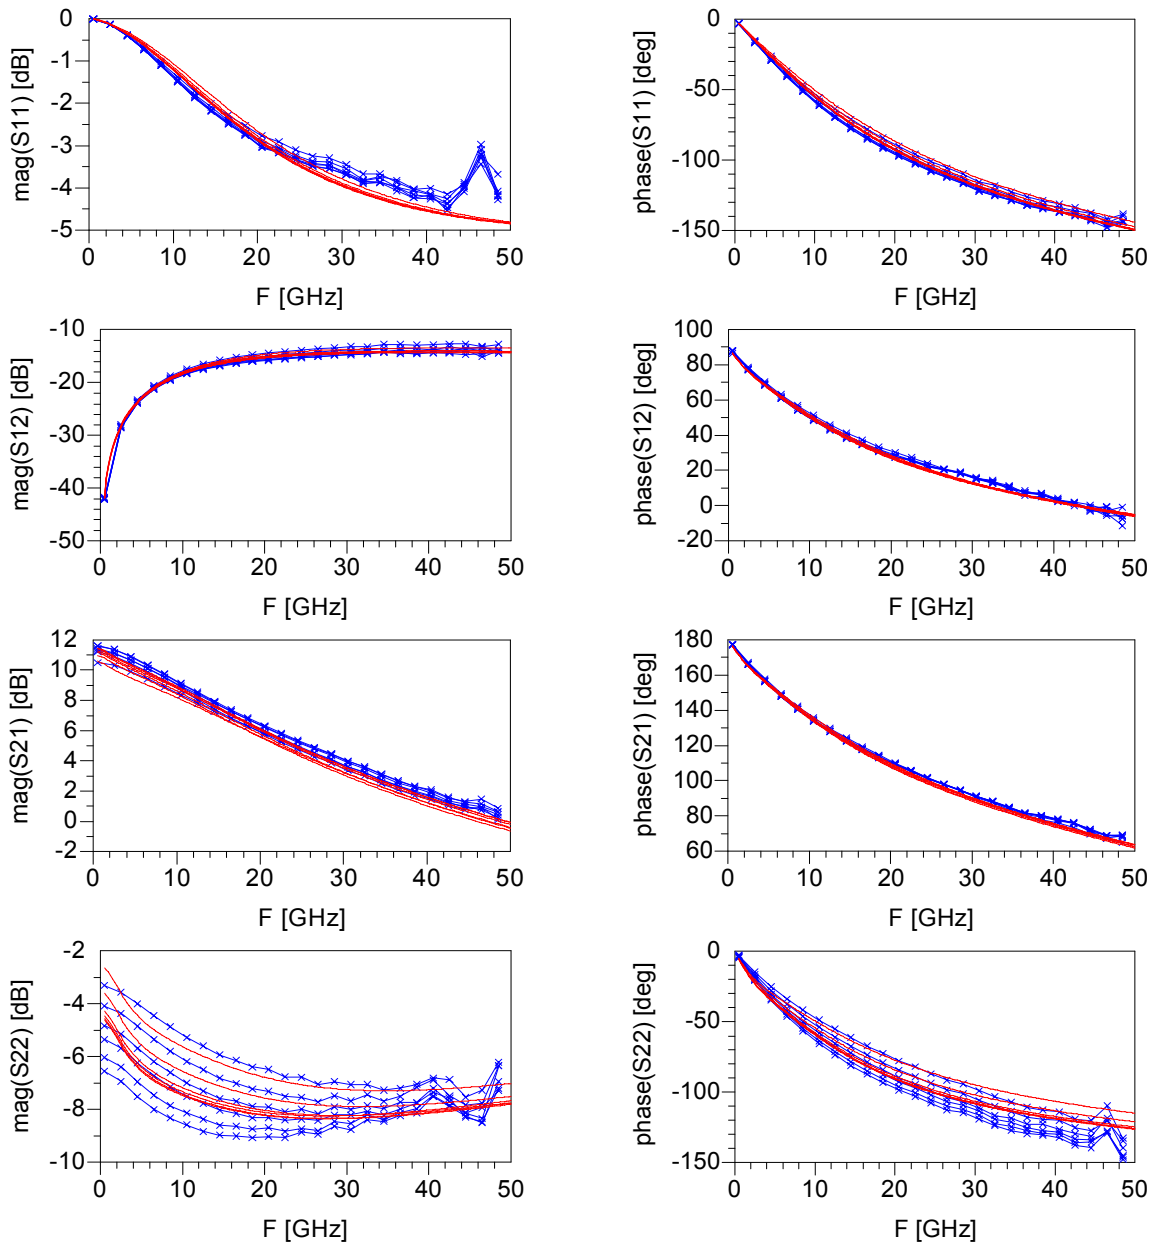 mag(S11) [dB]
0
-1
-2
-3
-4
-5
0 10 20 30 40 50
F [GHz]
phase(S11) [deg]
0
-50
-100
-150
0 10 20 30 40 50
F [GHz]
mag(S12) [dB]
-10
-20
-30
-40
-50
0 10 20 30 40 50
F [GHz]
phase(S12) [deg]
100
80
60
40
20
0
-20
0 10 20 30 40 50
F [GHz]
mag(S21) [dB]
12
10
8
6
4
2
0
-2
0 10 20 30 40 50
F [GHz]
phase(S21) [deg]
180
160
140
120
100
80
60
0 10 20 30 40 50
F [GHz]
mag(S22) [dB]
-2
-4
-6
-8
-10
0 10 20 30 40 50
F [GHz]
phase(S22) [deg]
0
-50
-100
-150
0 10 20 30 40 50
F [GHz]